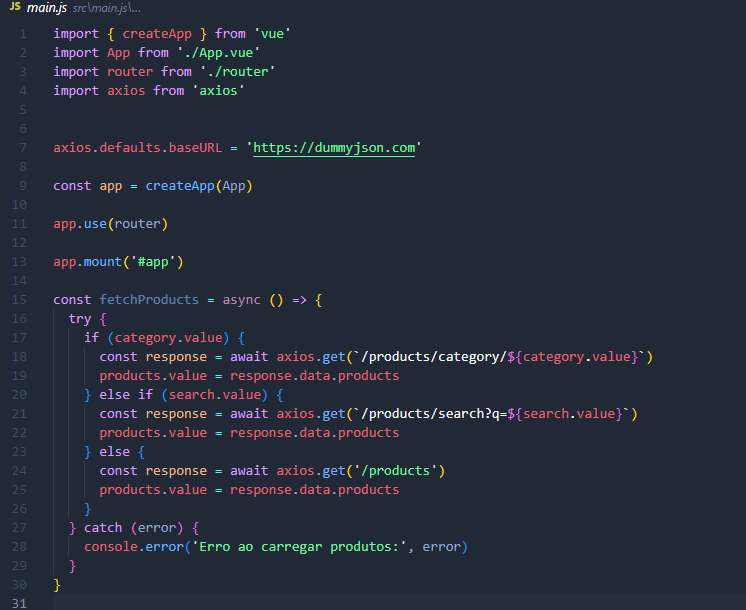 JS main.js src\main.js\...
1 import { createApp } from 'vue'
2 import App from './App.vue'
3 import router from './router'
4 import axios from 'axios'
5
6
7 axios.defaults.baseURL = 'https://dummyjson.com'
8
9 const app = createApp(App)
10
11 app.use(router)
12
13 app.mount('#app')
14
15 const fetchProducts = async () => {
16   try {
17     if (category.value) {
18       const response = await axios.get(`/products/category/${category.value}`)
19       products.value = response.data.products
20     } else if (search.value) {
21       const response = await axios.get(`/products/search?q=${search.value}`)
22       products.value = response.data.products
23     } else {
24       const response = await axios.get('/products')
25       products.value = response.data.products
26     }
27   } catch (error) {
28     console.error('Erro ao carregar produtos:', error)
29   }
30 }
31